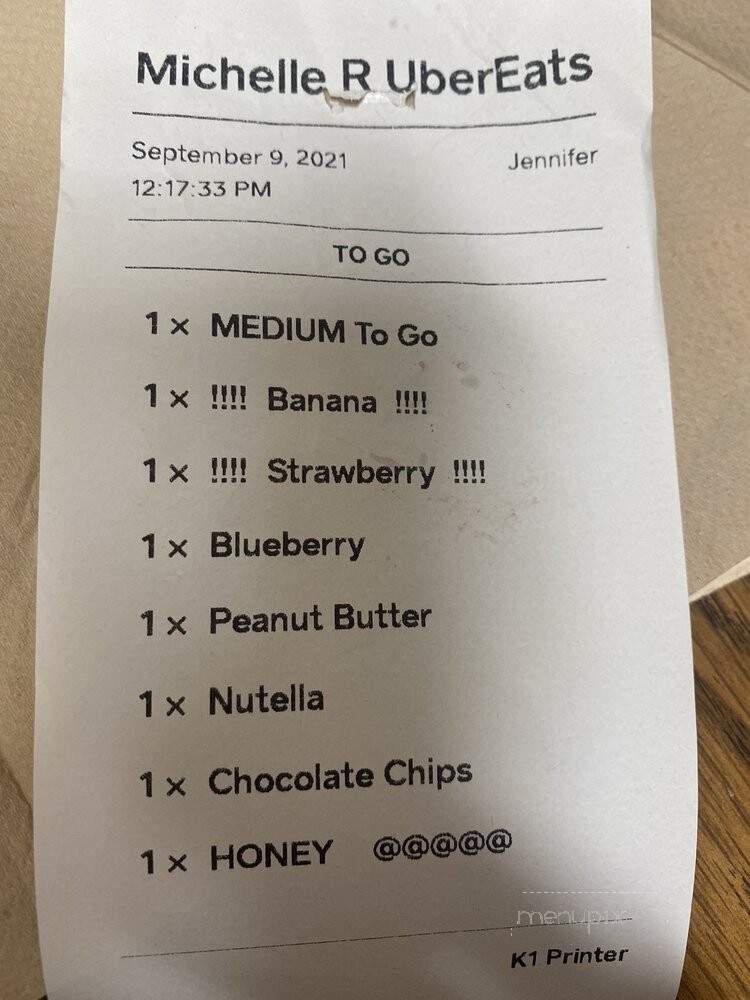 Michelle R UberEats
September 9, 2021 Jennifer
12:17:33 PM
TO GO
1 x MEDIUM To Go
1 x !!!! Banana !!!!
1 x !!!! Strawberry !!!!
1 x Blueberry
1 x Peanut Butter
1 x Nutella
1 x Chocolate Chips
1 x HONEY @@@@@
K1 Printer